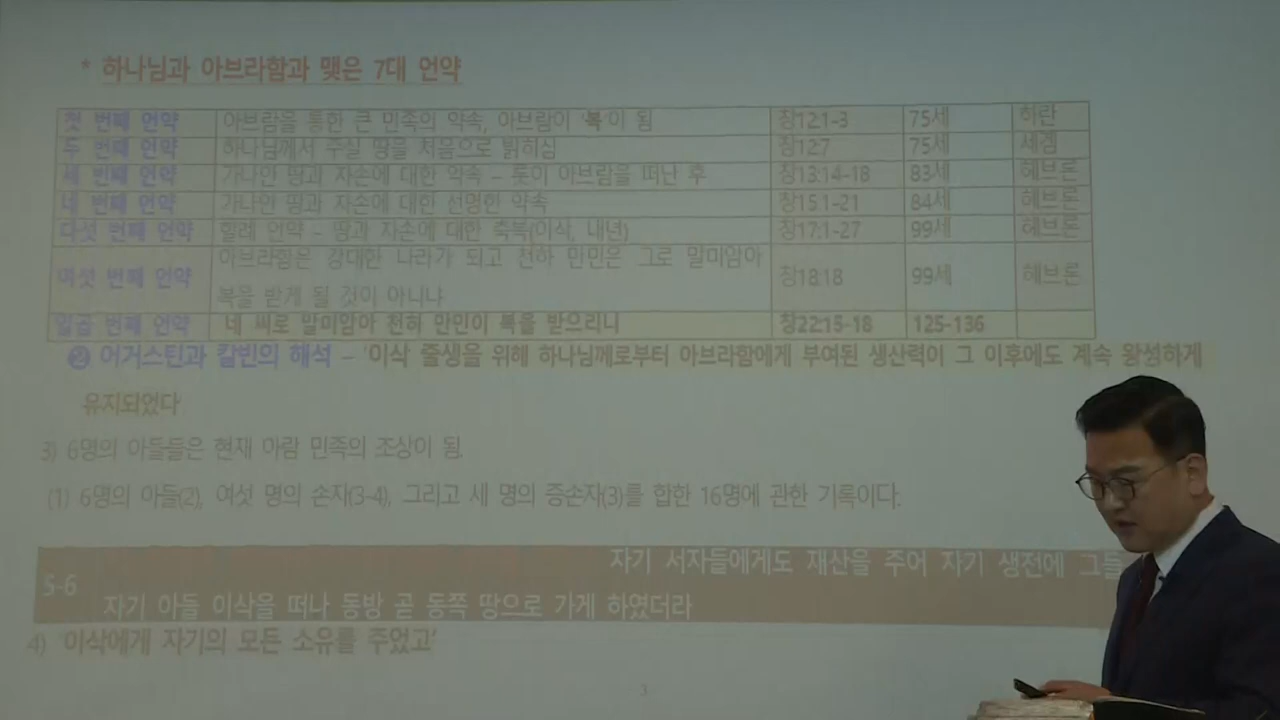 * 하나님과 아브라함과 맺은 7대 언약
첫 번째 언약 아브람을 통한 큰 민족의 약속, 아브람이 '복'이 됨 창12:1-3 75세 하란
두 번째 언약 하나님께서 주실 땅을 처음으로 밝히심 창12:7 75세 세겜
세 번째 언약 가나안 땅과 자손에 대한 약속 – 롯이 아브람을 떠난 후 창13:14-18 83세 헤브론
네 번째 언약 가나안 땅과 자손에 대한 선명한 약속 창15:1-21 84세 헤브론
다섯 번째 언약 할례 언약 – 땅과 자손에 대한 축복(이삭, 내년) 창17:1-27 99세 헤브론
여섯 번째 언약 아브라함은 강대한 나라가 되고 천하 만민은 그로 말미암아
복을 받게 될 것이 아니냐 창18:18 99세 헤브론
일곱 번째 언약 네 씨로 말미암아 천하 만민이 복을 받으리니 창22:15-18 125-136
② 어거스틴과 칼빈의 해석 – '이삭 출생을 위해 하나님께로부터 아브라함에게 부여된 생산력이 그 이후에도 계속 왕성하게
유지되었다
3) 6명의 아들들은 현재 아람 민족의 조상이 됨.
(1) 6명의 아들(2), 여섯 명의 손자(3-4), 그리고 세 명의 증손자(3)를 합한 16명에 관한 기록이다.
자기 서자들에게도 재산을 주어 자기 생전에 그들
5-6
자기 아들 이삭을 떠나 동방 곧 동쪽 땅으로 가게 하였더라
4) '이삭에게 자기의 모든 소유를 주었고'
3